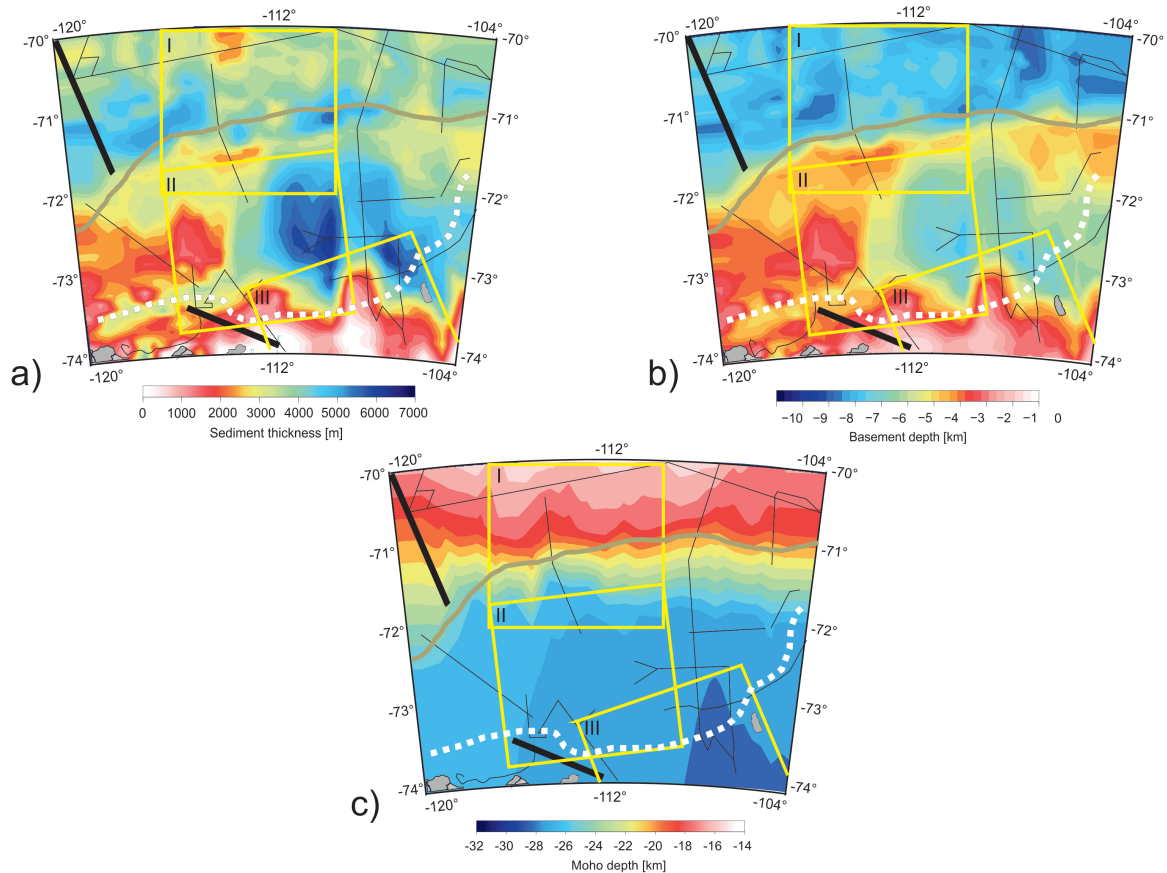 -120° -112° -104°
-70° -70°
I
-71° -71°
-72° -72°
II
-73° -73°
III
-74° -74°
-120° -112° -104°
a)
0 1000 2000 3000 4000 5000 6000 7000
Sediment thickness [m]
-120° -112° -104°
-70° -70°
I
-71° -71°
II
-72° -72°
-73° -73°
III
-74° -74°
-120° -112° -104°
b)
−10 −9 −8 −7 −6 −5 −4 −3 −2 −1 0
Basement depth [km]
-120° -112° -104°
-70° -70°
I
-71° -71°
II
-72° -72°
-73° -73°
III
-74° -74°
-120° -112° -104°
c)
-32 -30 -28 -26 -24 -22 -20 -18 -16 -14
Moho depth [km]